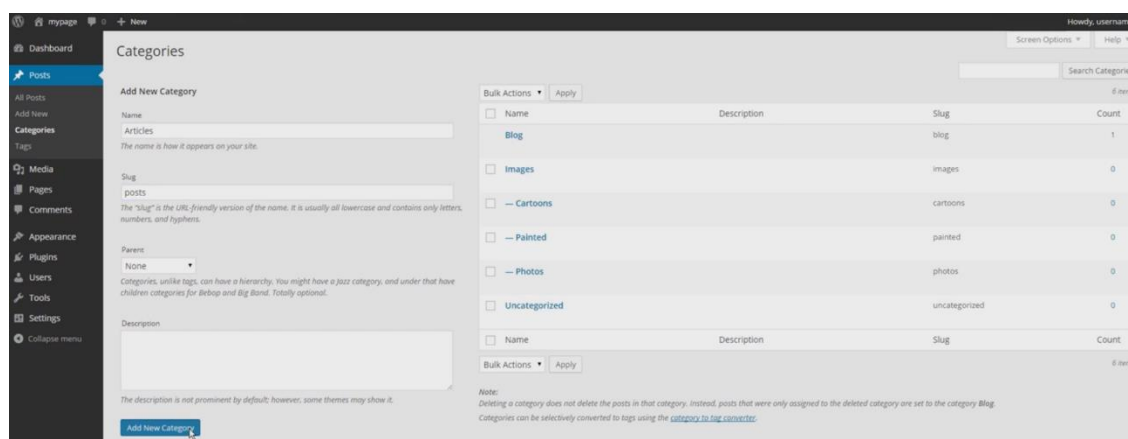 mypage 0 + New Howdy, usernam
Dashboard
Posts
All Posts
Add New
Categories
Tags
Media
Pages
Comments
Appearance
Plugins
Users
Tools
Settings
Collapse menu
Screen Options Help
Categories
Search Categorie
Add New Category
Name
Articles
The name is how it appears on your site.
Slug
posts
The "slug" is the URL-friendly version of the name. It is usually all lowercase and contains only letters,
numbers, and hyphens.
Parent
None
Categories, unlike tags, can have a hierarchy. You might have a Jazz category, and under that have
children categories for Bebop and Big Band. Totally optional.
Description
The description is not prominent by default; however, some themes may show it.
Add New Category
Bulk Actions Apply 6 iter
Name Description Slug Count
Blog blog 1
Images images 0
— Cartoons cartoons 0
— Painted painted 0
— Photos photos 0
Uncategorized uncategorized 0
Name Description Slug Count
Bulk Actions Apply 6 iter
Note:
Deleting a category does not delete the posts in that category. Instead, posts that were only assigned to the deleted category are set to the category Blog.
Categories can be selectively converted to tags using the category to tag converter.